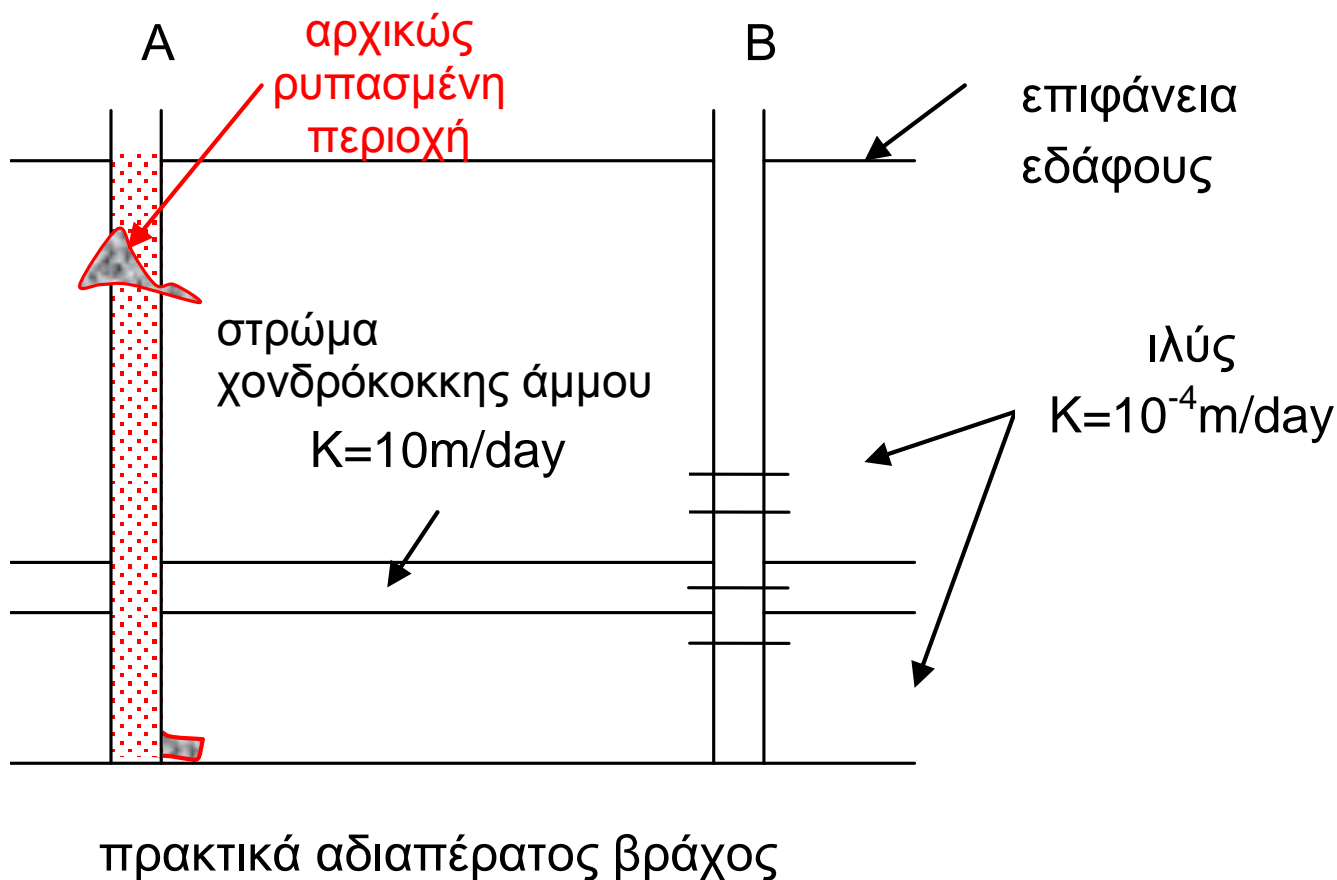 A
αρχικώς
ρυπασμένη
περιοχή
B
επιφάνεια
εδάφους
στρώμα
χονδρόκοκκης άμμου
K=10m/day
ιλύς
K=10⁻⁴m/day
πρακτικά αδιαπέρατος βράχος